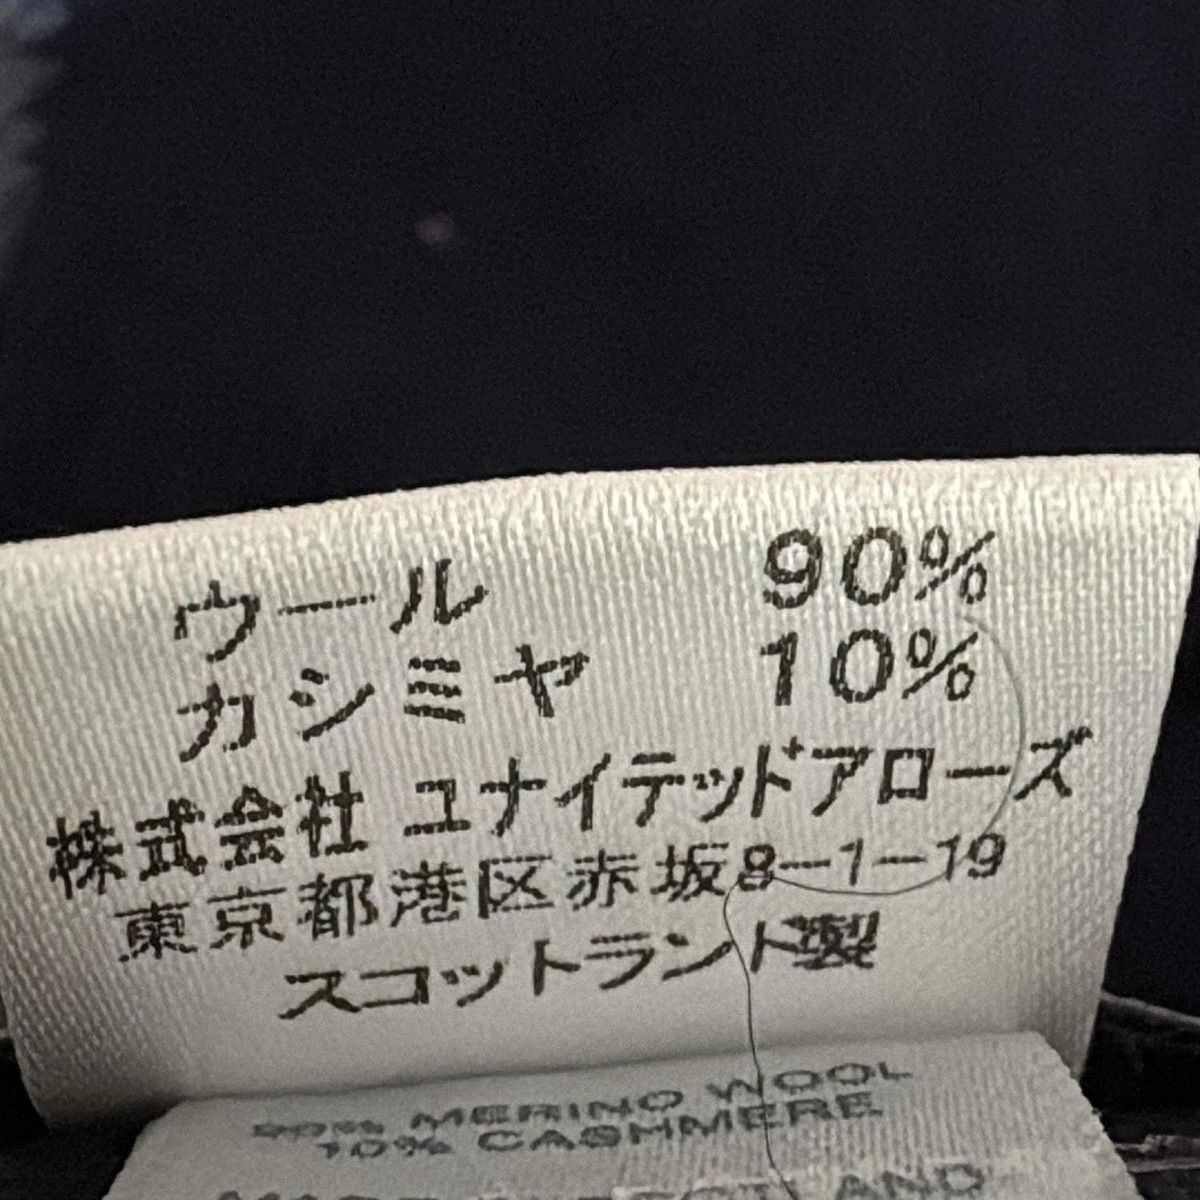 ウール 90%
カシミヤ 10%
株式会社 ユナイテッドアローズ
東京都港区赤坂8-1-19
スコットランド製
90% MERINO WOOL
10% CASHMERE